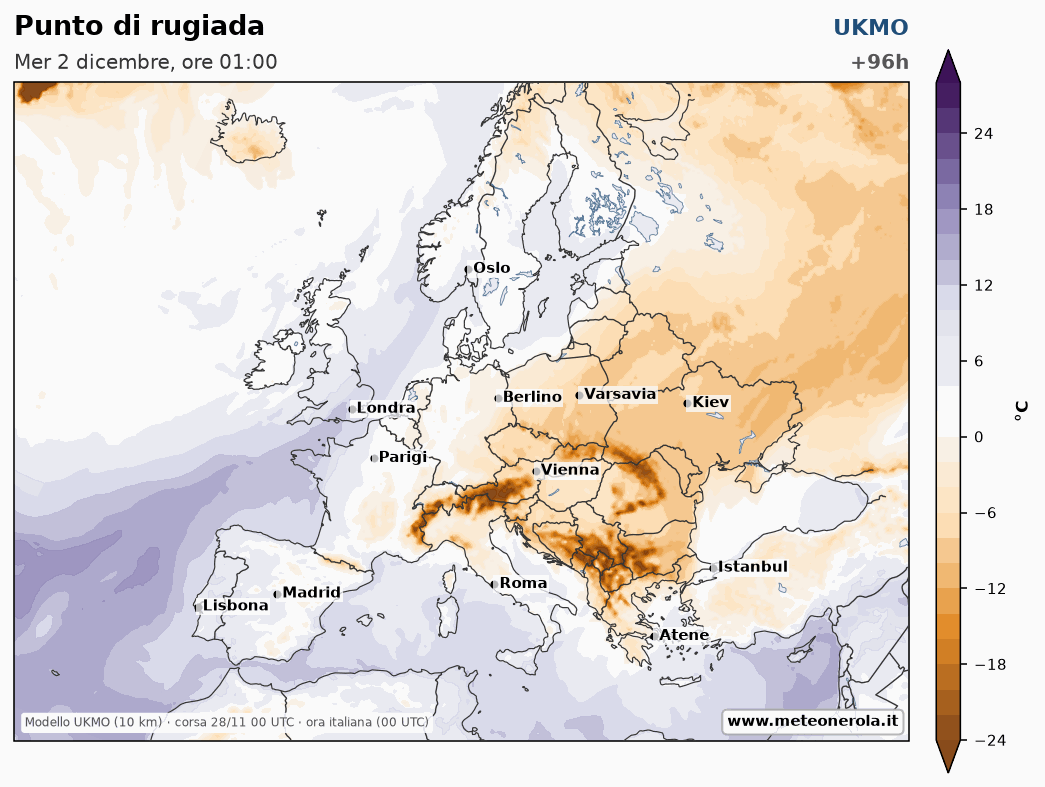 Punto di rugiada
UKMO
Mer 2 dicembre, ore 01:00
+96h
Oslo
Berlino
Varsavia
Kiev
Londra
Parigi
Vienna
Istanbul
Roma
Madrid
Lisbona
Atene
Modello UKMO (10 km) · corsa 28/11 00 UTC · ora italiana (00 UTC)
www.meteonerola.it
24
18
12
6
0
−6
−12
−18
−24
°C